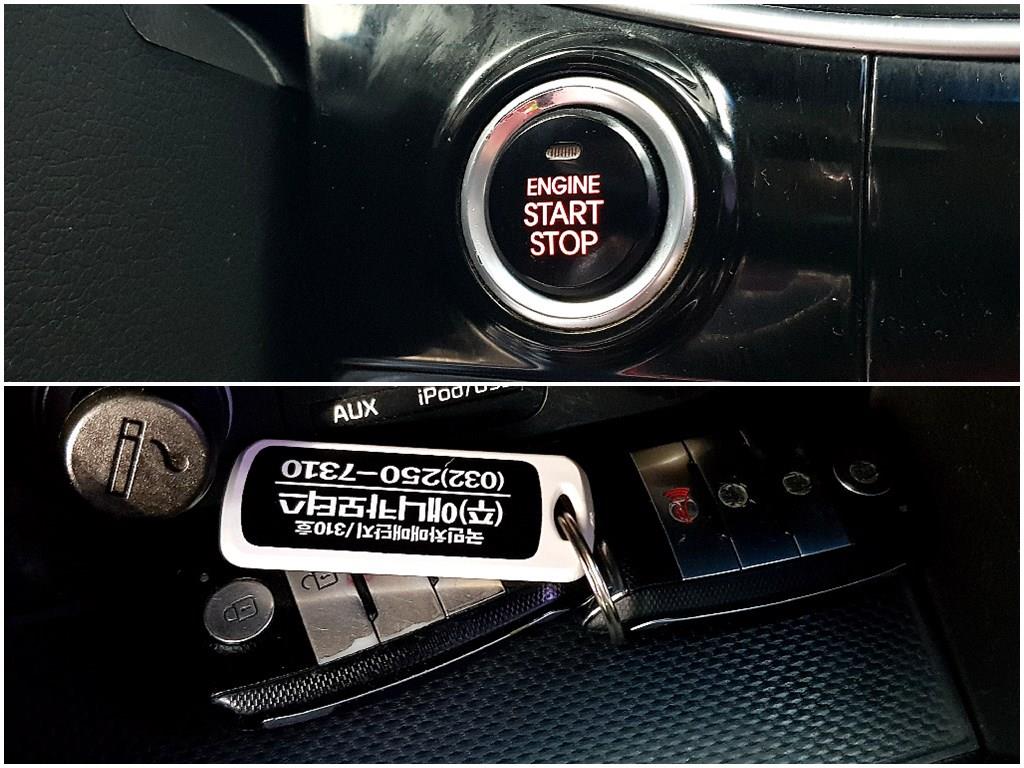 ENGINE
START
STOP
AUX iPod/USB
국민차매매단지/310호
(주)애니카모터스
(032)250-7310